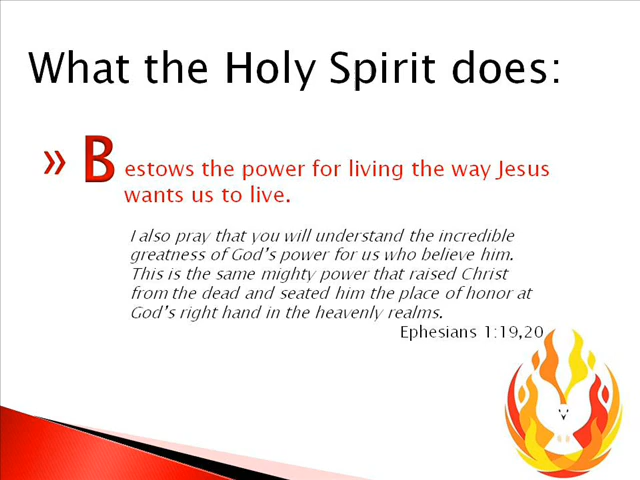 What the Holy Spirit does:
» Bestows the power for living the way Jesus
wants us to live.
I also pray that you will understand the incredible
greatness of God's power for us who believe him.
This is the same mighty power that raised Christ
from the dead and seated him the place of honor at
God's right hand in the heavenly realms.
Ephesians 1:19,20